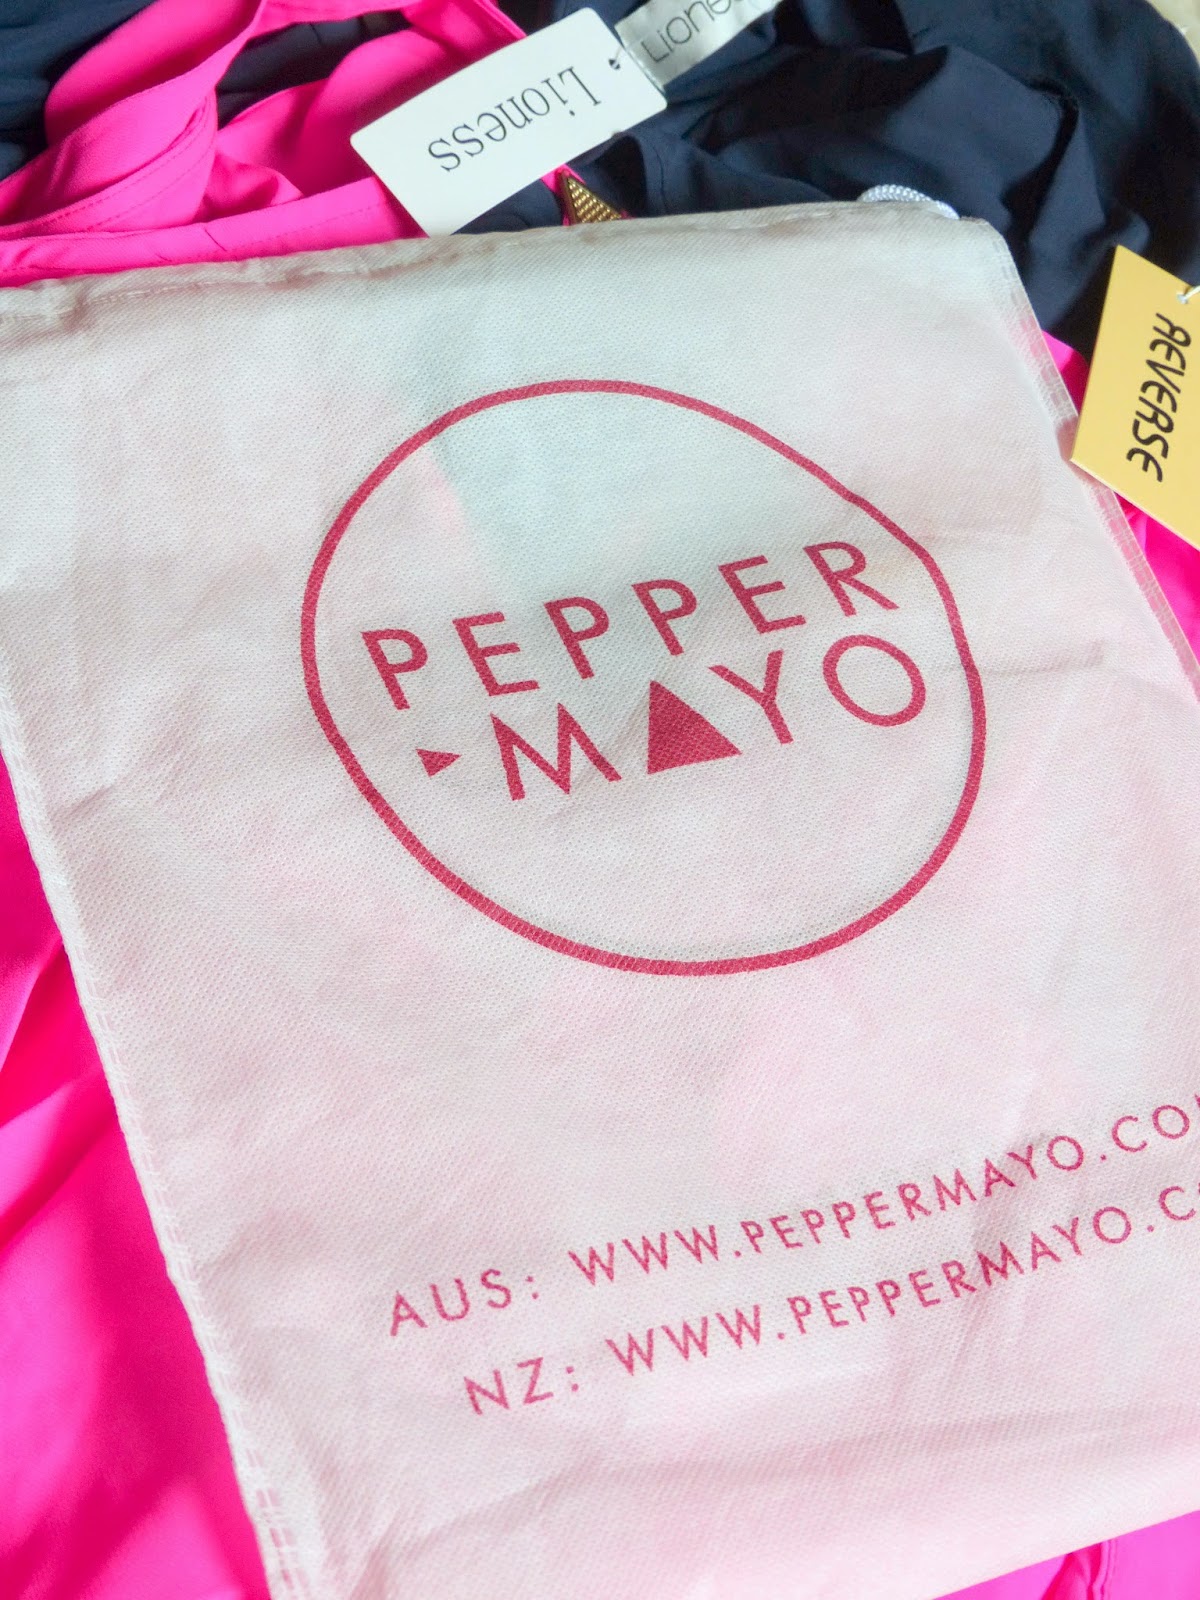 Lioness
REVERSE
PEPPER
MAYO
AUS: WWW.PEPPERMAYO.CO
NZ: WWW.PEPPERMAYO.C